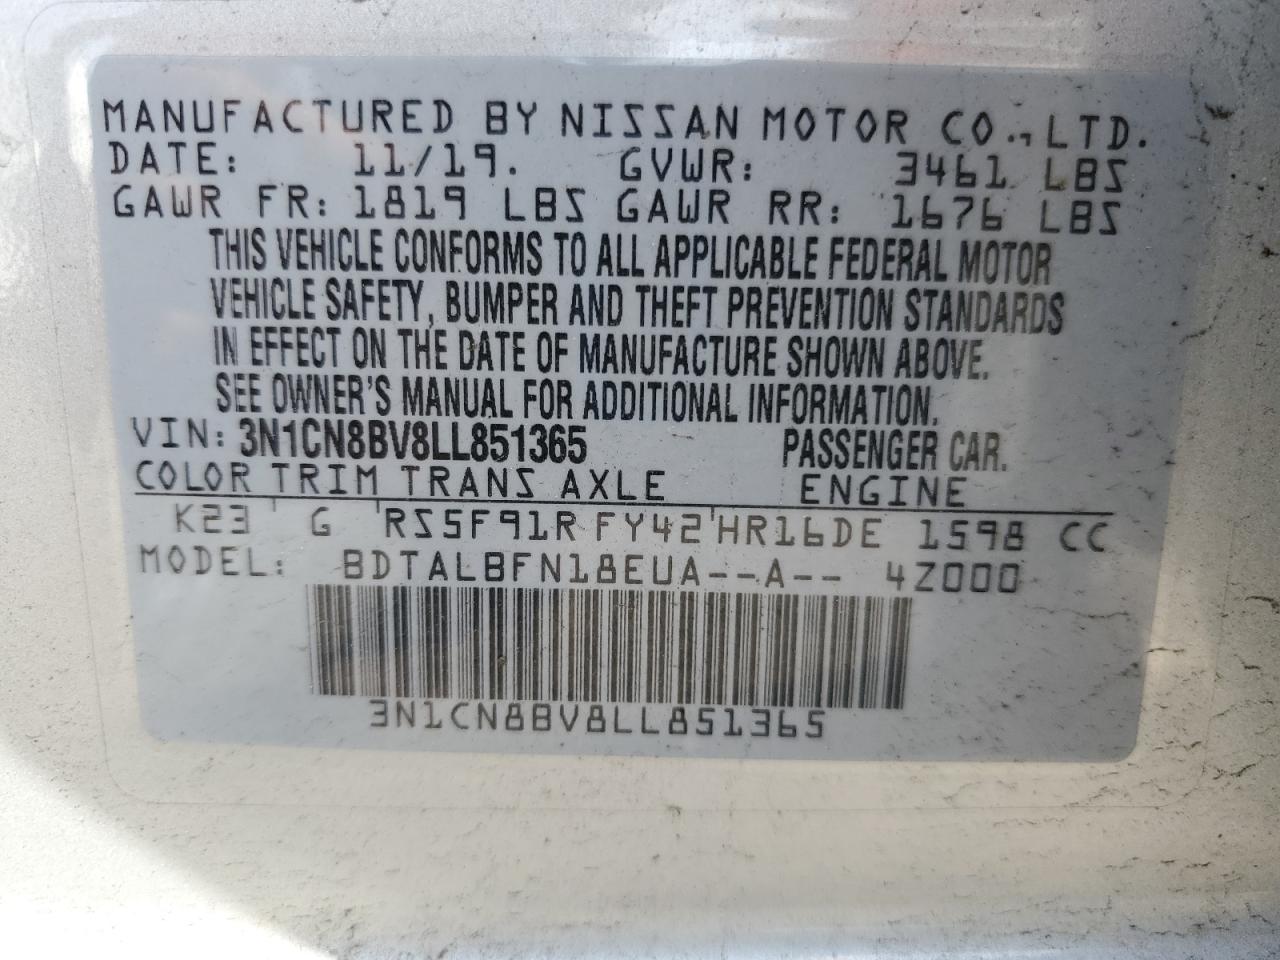 MANUFACTURED BY NISSAN MOTOR CO., LTD.
DATE: 11/19. GVWR: 3461 LBS
GAWR FR: 1819 LBS GAWR RR: 1676 LBS
THIS VEHICLE CONFORMS TO ALL APPLICABLE FEDERAL MOTOR
VEHICLE SAFETY, BUMPER AND THEFT PREVENTION STANDARDS
IN EFFECT ON THE DATE OF MANUFACTURE SHOWN ABOVE.
SEE OWNER'S MANUAL FOR ADDITIONAL INFORMATION.
VIN: 3N1CN8BV8LL851365 PASSENGER CAR.
COLOR TRIM TRANS AXLE ENGINE
K23 G RS5F91R FY42 HR16DE 1598 CC
MODEL: BDTALBFN18EUA--A-- 4Z000
3N1CN8BV8LL851365